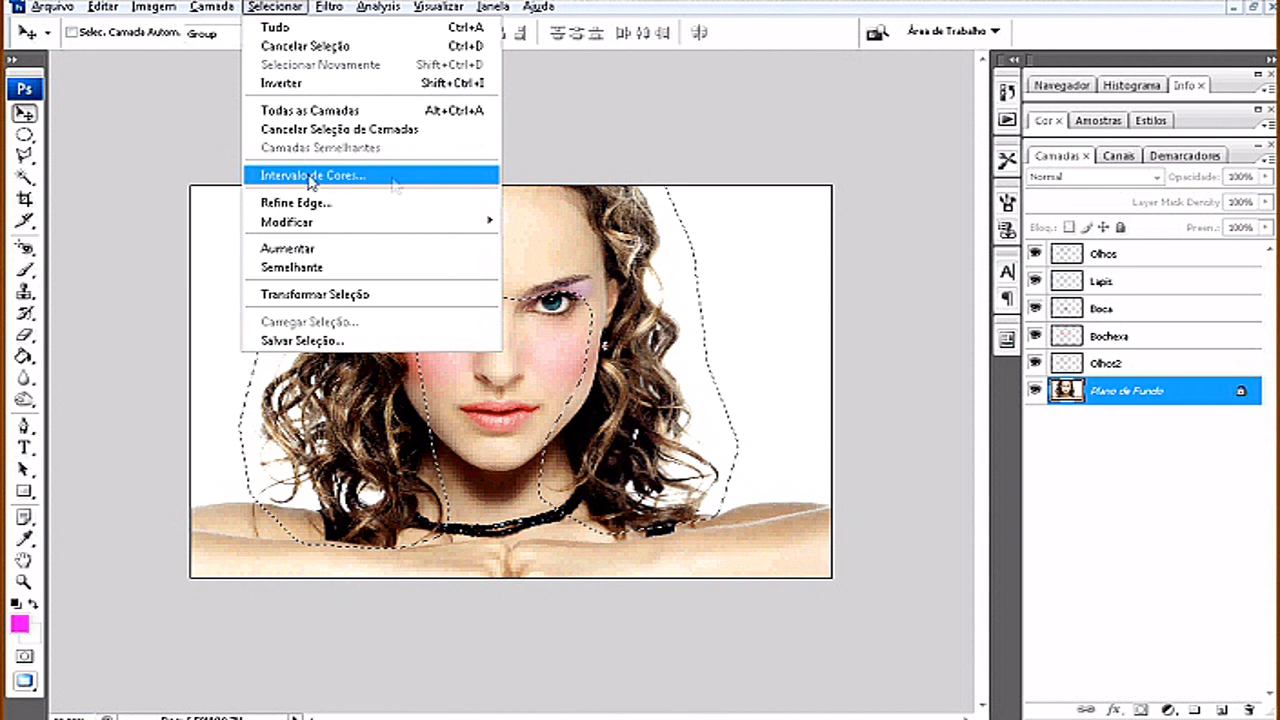 Arquivo Editar Imagem Camada Selecionar Filtro Analysis Visualizar Janela Ajuda
Selec. Camada Autom. Group
Área de Trabalho
Ps
Tudo Ctrl+A
Cancelar Seleção Ctrl+D
Selecionar Novamente Shift+Ctrl+D
Inverter Shift+Ctrl+I
Todas as Camadas Alt+Ctrl+A
Cancelar Seleção de Camadas
Camadas Semelhantes
Intervalo de Cores...
Refine Edge...
Modificar
Aumentar
Semelhante
Transformar Seleção
Carregar Seleção...
Salvar Seleção...
Navegador Histograma Info x
Cor x Amostras Estilos
Camadas x Canais Demarcadores
Normal Opacidade: 100%
Layer Mask Density 100%
Bloq.: Preen.: 100%
Olhos
Lapis
Boca
Bochexa
Olhos2
Plano de Fundo